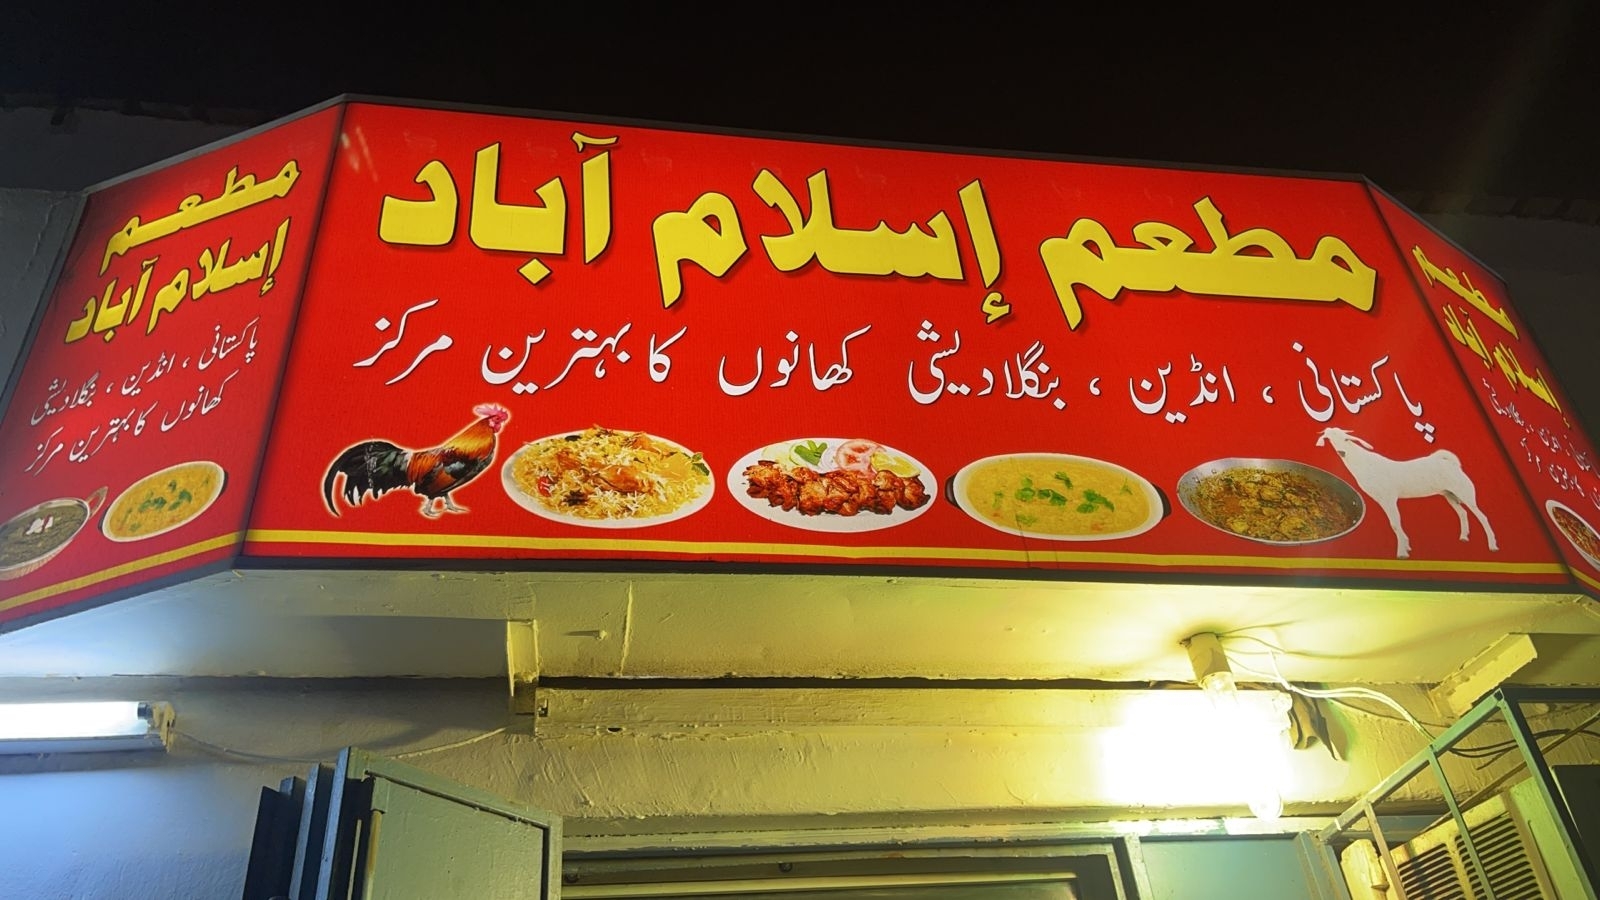 مطعم إسلام آباد
پاکستانی ، انڈین ، بنگلادیشی کھانوں کا بہترین مرکز
مطعم
إسلام آباد
پاکستانی ، انڈین ، بنگلادیشی
کھانوں کا بہترین مرکز
مطعم
إسلام آباد